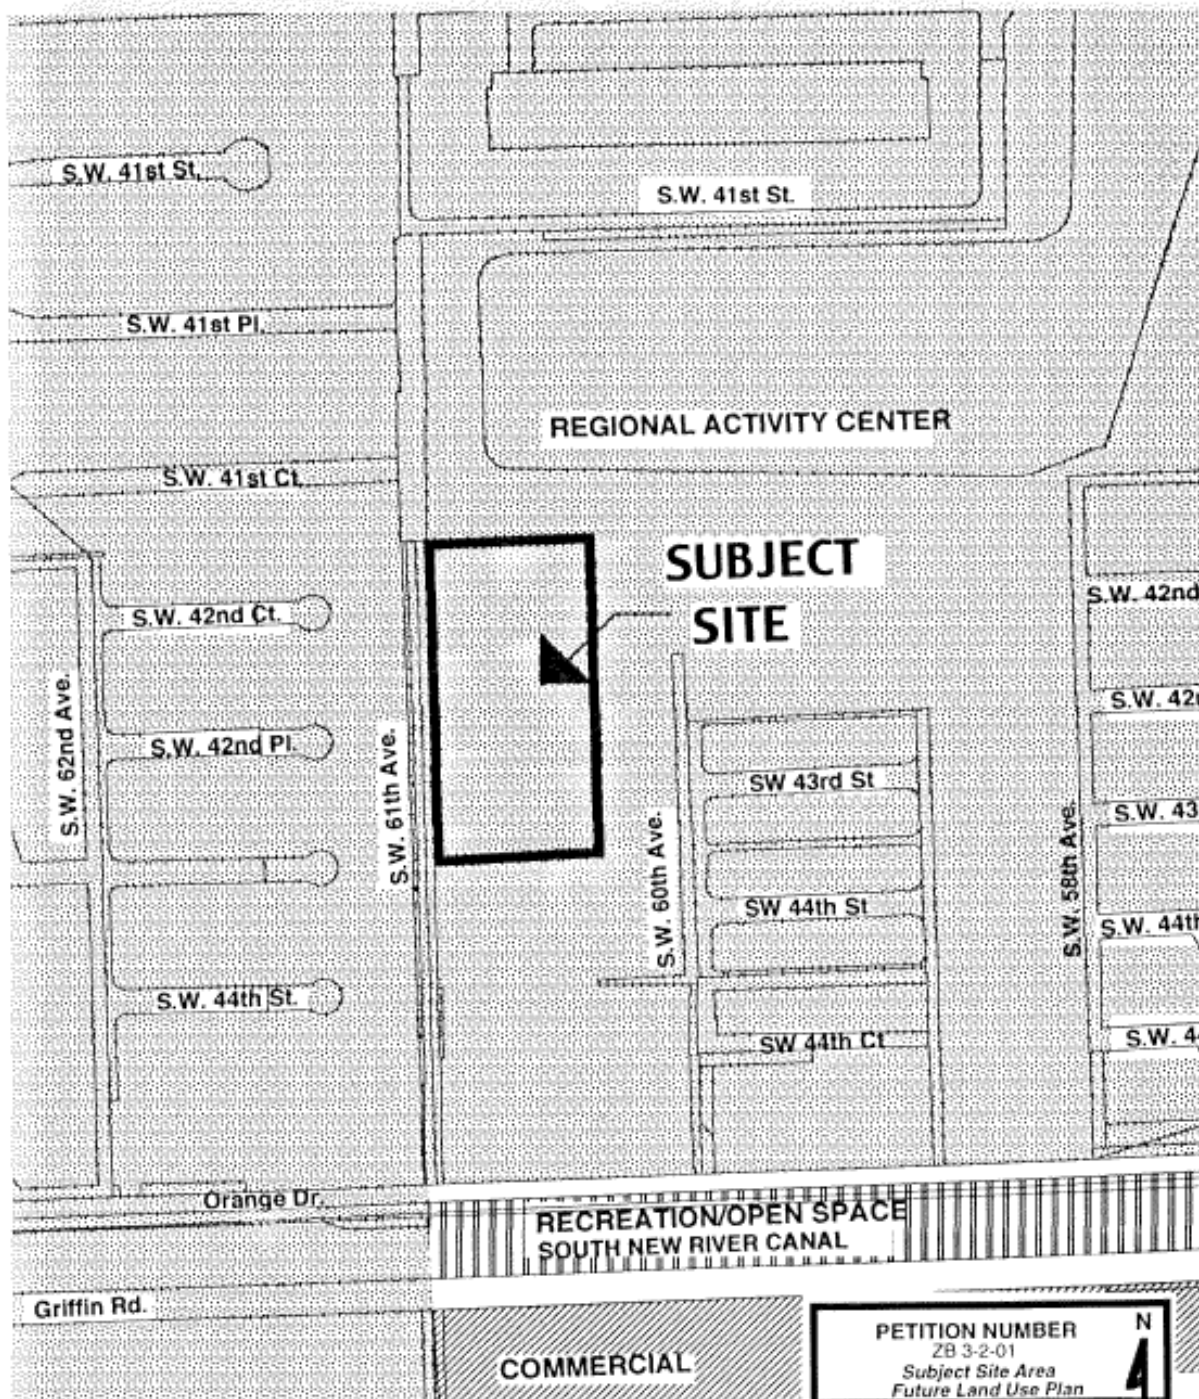 S.W. 41st St.
S.W. 41st St.
S.W. 41st Pl.
REGIONAL ACTIVITY CENTER
S.W. 41st Ct.
SUBJECT
SITE
S.W. 42nd
S.W. 42nd Ct.
S.W. 62nd Ave.
S.W. 42nd Pl.
S.W. 61th Ave.
SW 43rd St
S.W. 43
S.W. 60th Ave.
S.W. 58th Ave.
SW 44th St
S.W. 44th
S.W. 44th St.
SW 44th Ct
S.W.
Orange Dr.
RECREATION/OPEN SPACE
SOUTH NEW RIVER CANAL
Griffin Rd.
COMMERCIAL
PETITION NUMBER
N
ZB 3-2-01
Subject Site Area
Future Land Use Plan